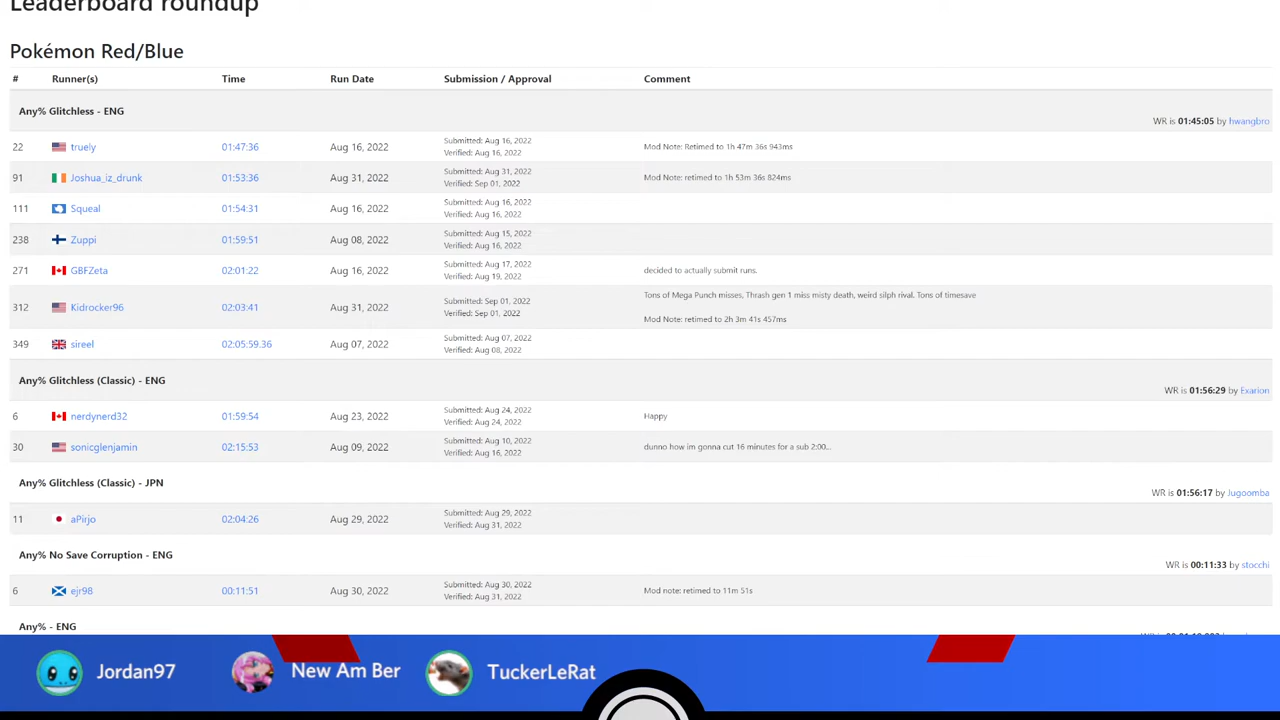 Leaderboard roundup
Pokémon Red/Blue
# Runner(s) Time Run Date Submission / Approval Comment
Any% Glitchless - ENG
WR is 01:45:05 by hwangbro
22 truely 01:47:36 Aug 16, 2022 Submitted: Aug 16, 2022 Mod Note: Retimed to 1h 47m 36s 943ms
Verified: Aug 16, 2022
91 Joshua_iz_drunk 01:53:36 Aug 31, 2022 Submitted: Aug 31, 2022 Mod Note: retimed to 1h 53m 36s 824ms
Verified: Sep 01, 2022
111 Squeal 01:54:31 Aug 16, 2022 Submitted: Aug 16, 2022
Verified: Aug 16, 2022
238 Zuppi 01:59:51 Aug 08, 2022 Submitted: Aug 15, 2022
Verified: Aug 16, 2022
271 GBFZeta 02:01:22 Aug 16, 2022 Submitted: Aug 17, 2022 decided to actually submit runs.
Verified: Aug 19, 2022
Tons of Mega Punch misses, Thrash gen 1 miss misty death, weird silph rival. Tons of timesave
312 Kidrocker96 02:03:41 Aug 31, 2022 Submitted: Sep 01, 2022
Verified: Sep 01, 2022
Mod Note: retimed to 2h 3m 41s 457ms
349 sireel 02:05:59.36 Aug 07, 2022 Submitted: Aug 07, 2022
Verified: Aug 08, 2022
Any% Glitchless (Classic) - ENG
WR is 01:56:29 by Exarion
6 nerdynerd32 01:59:54 Aug 23, 2022 Submitted: Aug 24, 2022 Happy
Verified: Aug 24, 2022
30 sonicglenjamin 02:15:53 Aug 09, 2022 Submitted: Aug 10, 2022 dunno how im gonna cut 16 minutes for a sub 2:00...
Verified: Aug 16, 2022
Any% Glitchless (Classic) - JPN
WR is 01:56:17 by Jugoomba
11 aPirjo 02:04:26 Aug 29, 2022 Submitted: Aug 29, 2022
Verified: Aug 31, 2022
Any% No Save Corruption - ENG
WR is 00:11:33 by stocchi
6 ejr98 00:11:51 Aug 30, 2022 Submitted: Aug 30, 2022 Mod note: retimed to 11m 51s
Verified: Aug 31, 2022
Any% - ENG
Jordan97 New Am Ber TuckerLeRat